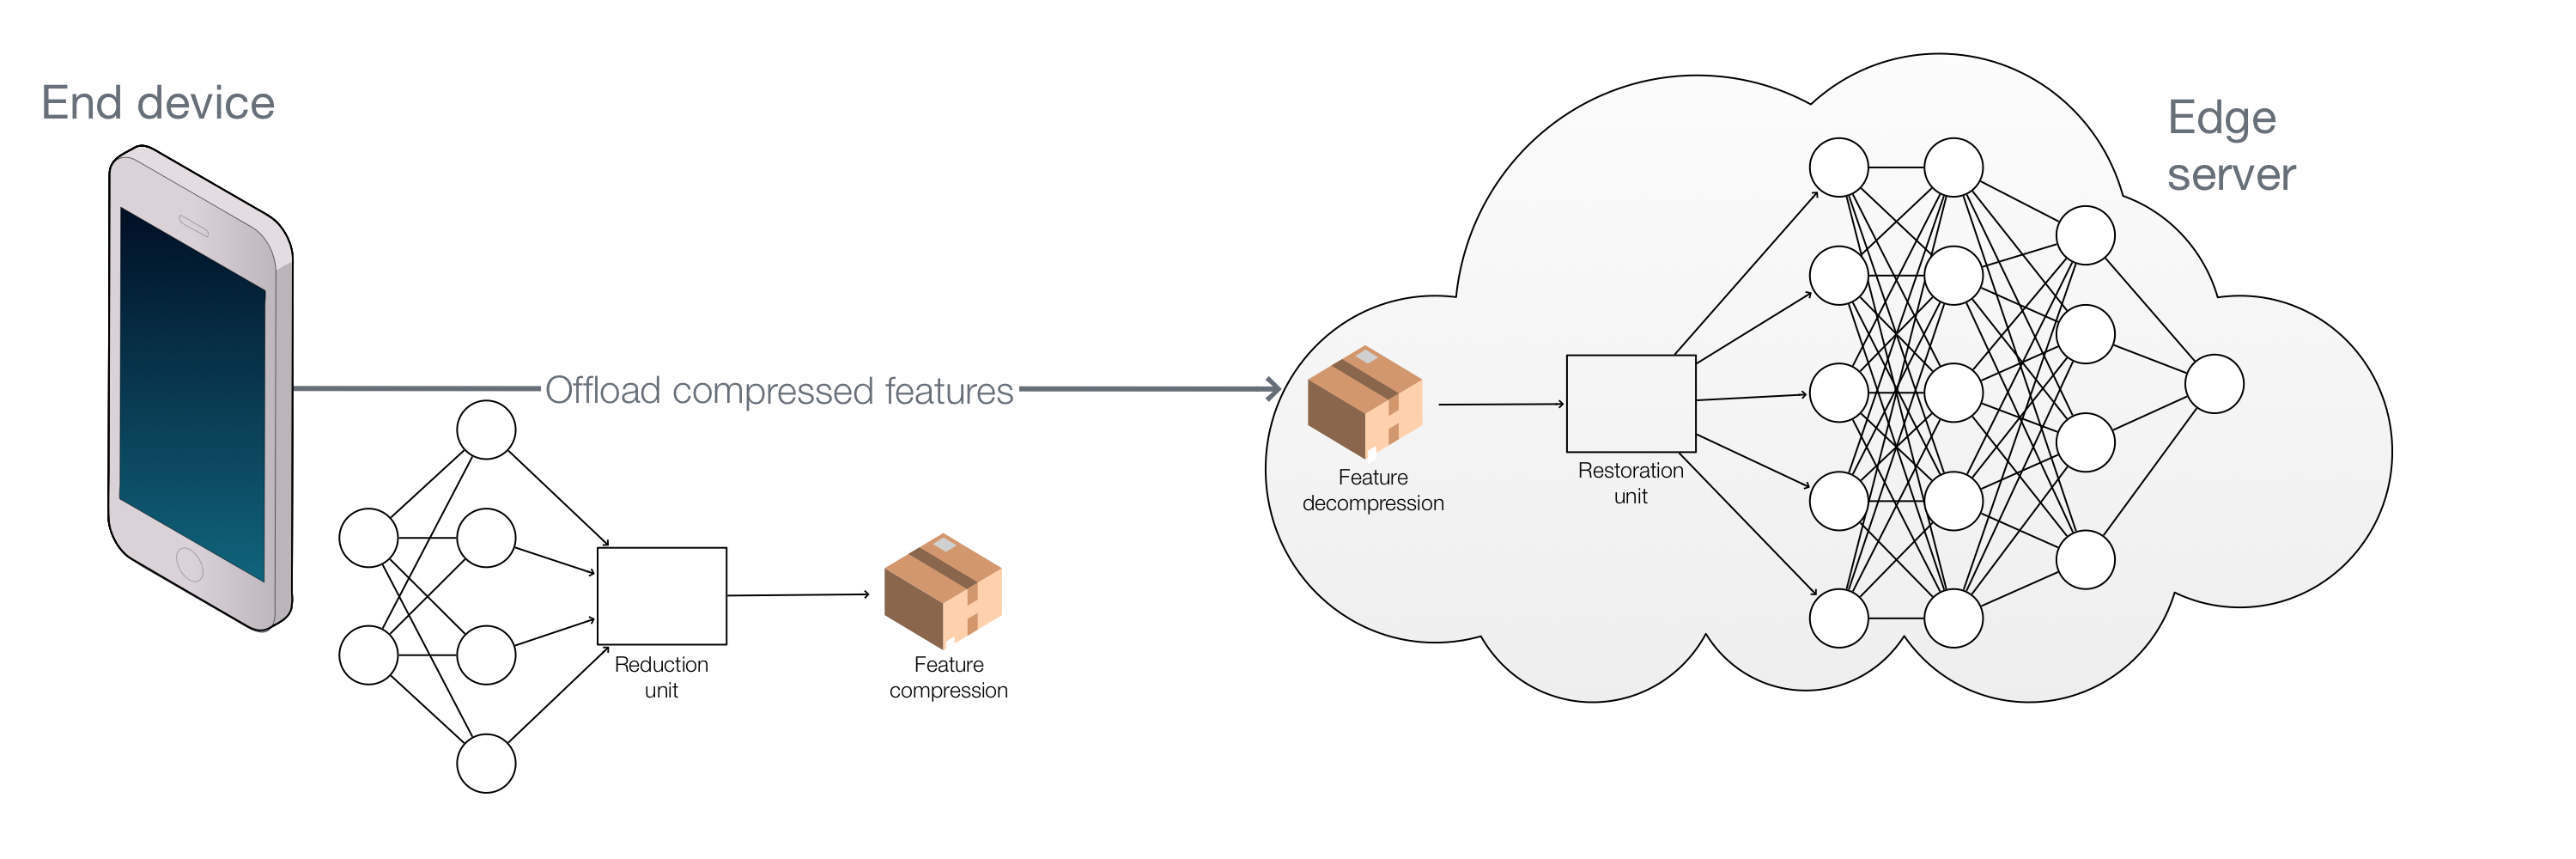 End device
Edge
server
Offload compressed features
Feature
decompression
Restoration
unit
Reduction
unit
Feature
compression